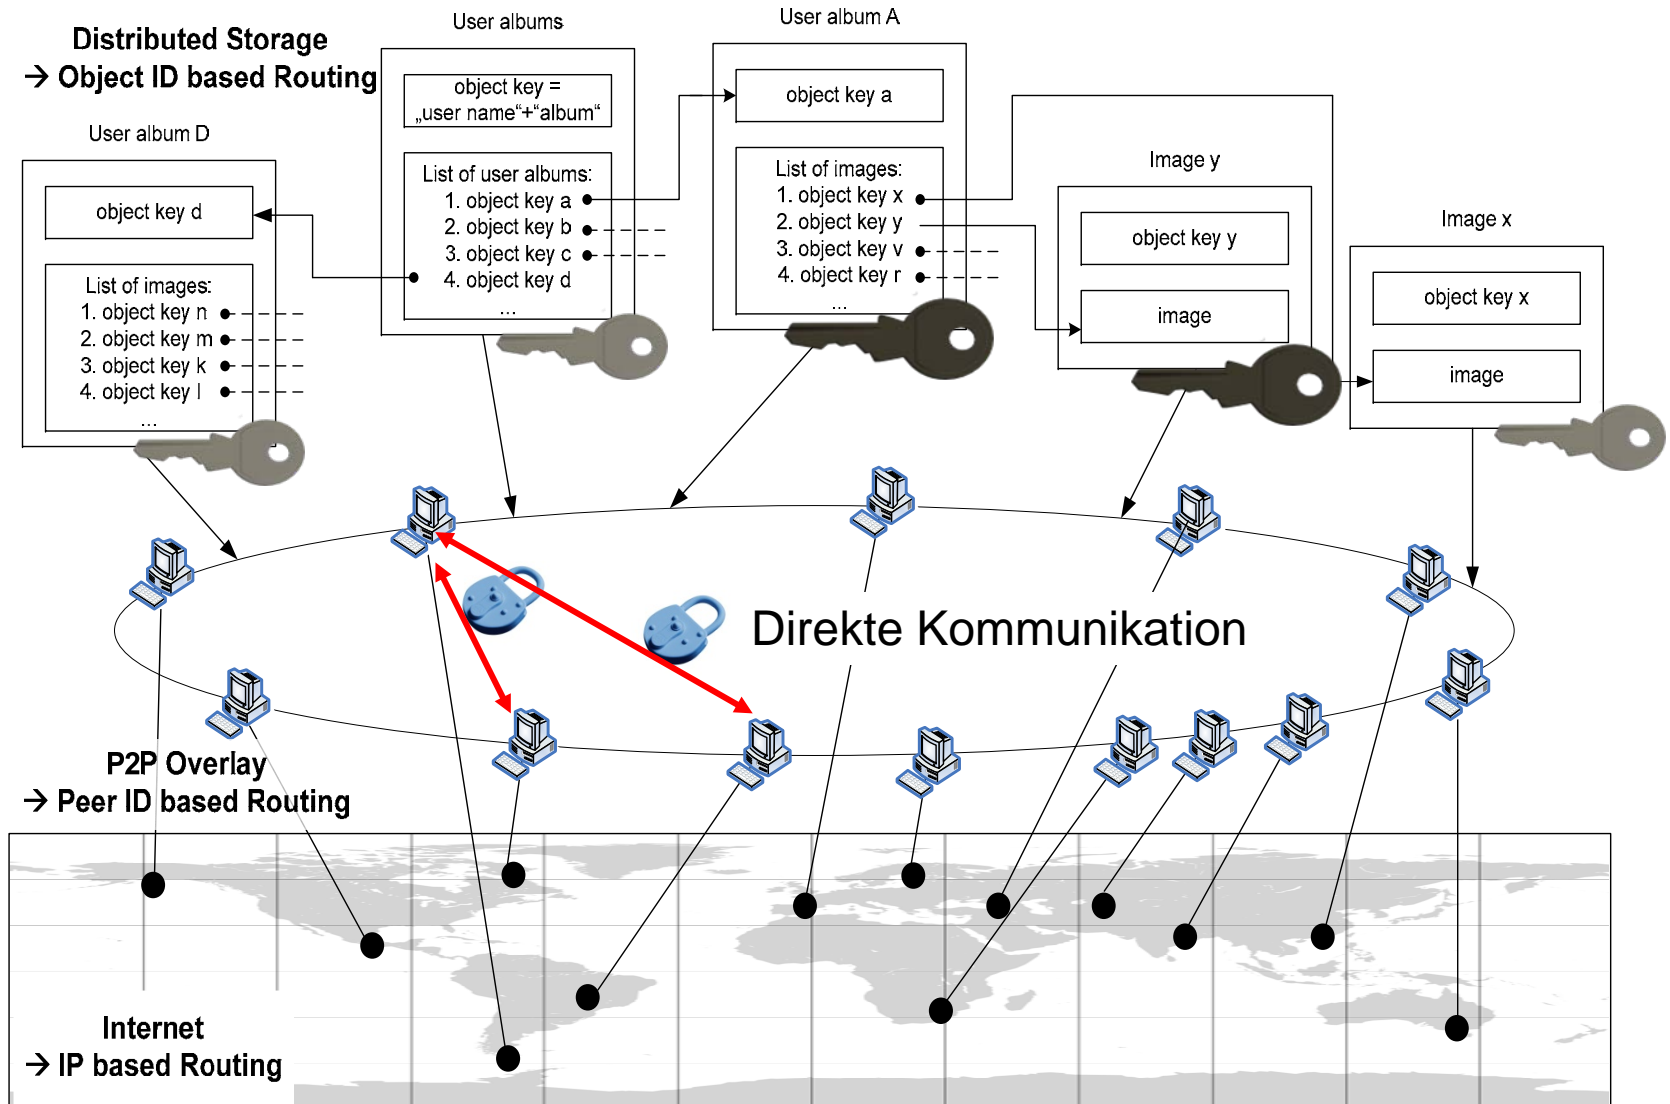 Distributed Storage
→ Object ID based Routing
User albums
object key =
„user name“+“album“
List of user albums:
1. object key a
2. object key b
3. object key c
4. object key d
...
User album A
object key a
List of images:
1. object key x
2. object key y
3. object key v
4. object key r
...
User album D
object key d
List of images:
1. object key n
2. object key m
3. object key k
4. object key l
...
Image y
object key y
image
Image x
object key x
image
Direkte Kommunikation
P2P Overlay
→ Peer ID based Routing
Internet
→ IP based Routing